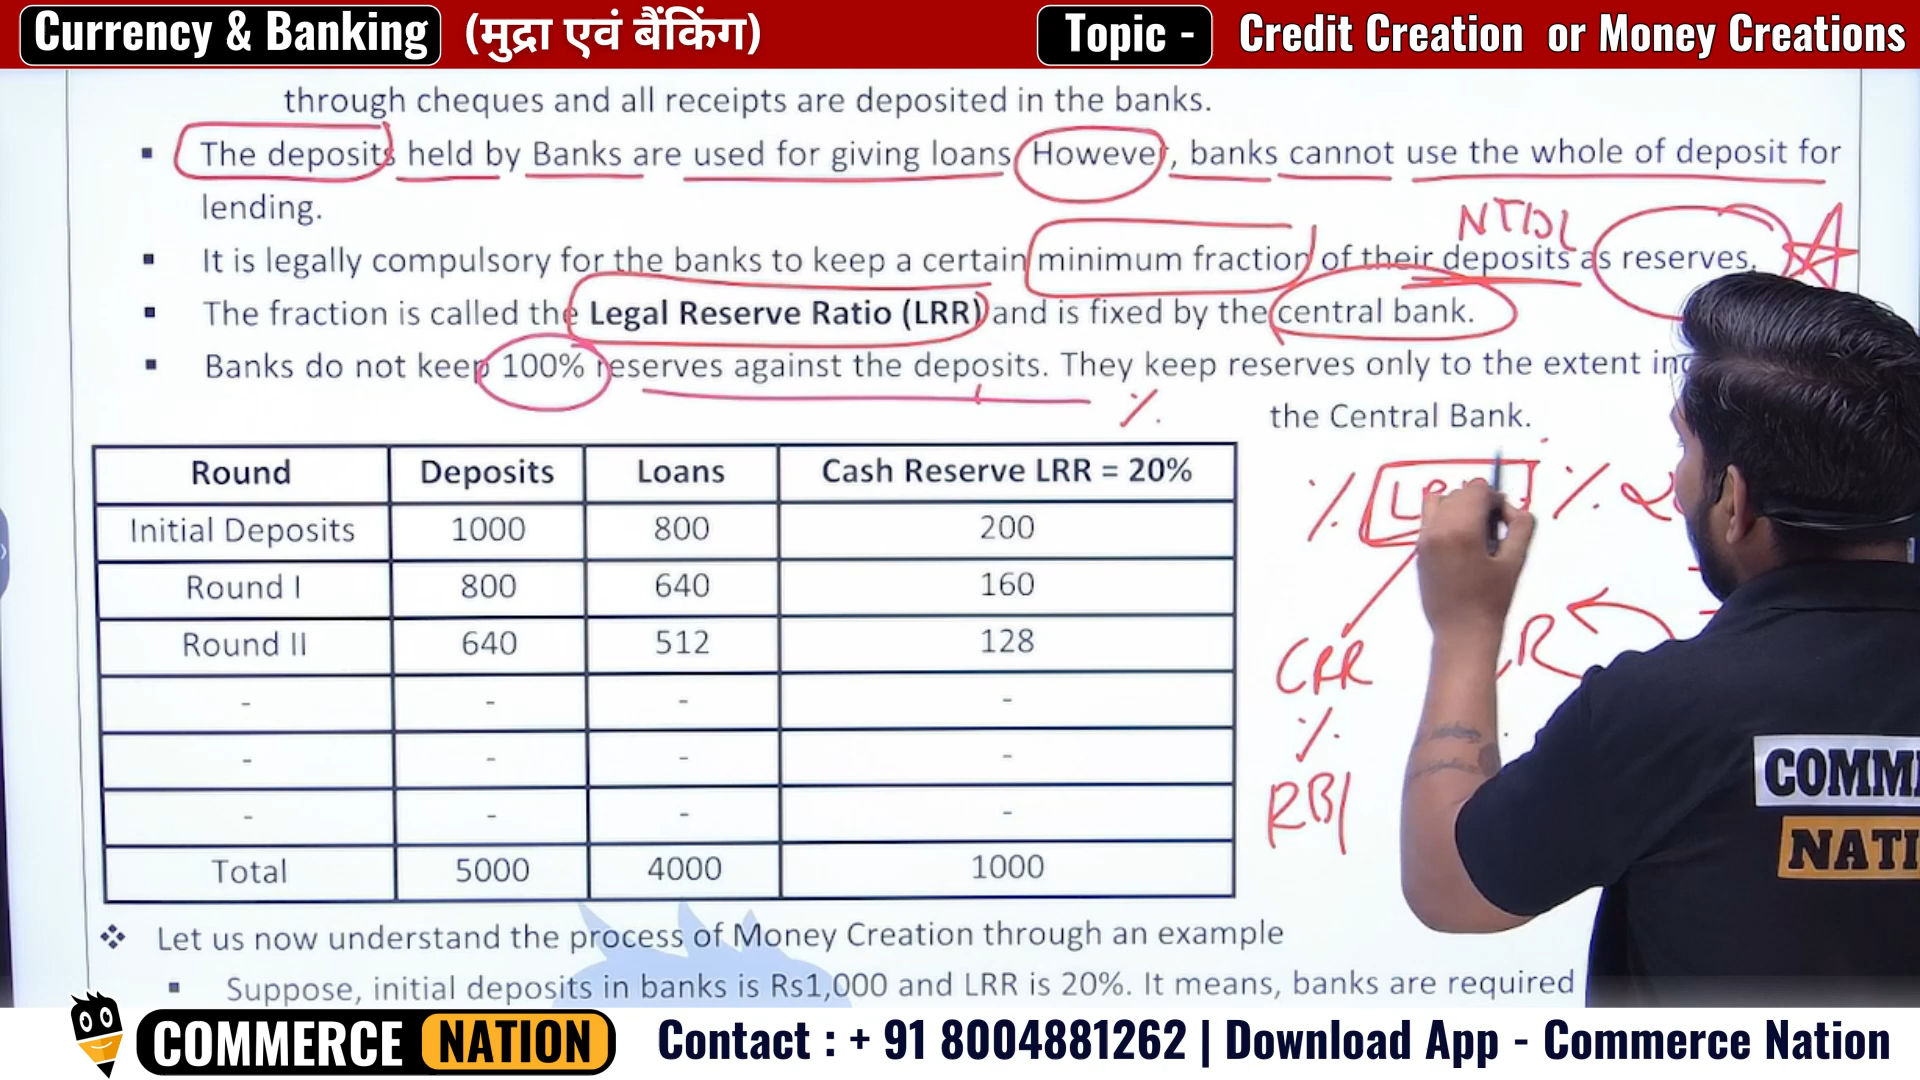 Currency & Banking (मुद्रा एवं बैंकिंग) Topic - Credit Creation or Money Creations
through cheques and all receipts are deposited in the banks.
▪ The deposits held by Banks are used for giving loans However, banks cannot use the whole of deposit for
lending.
NTDL
▪ It is legally compulsory for the banks to keep a certain minimum fraction of their deposits as reserves.
▪ The fraction is called the Legal Reserve Ratio (LRR) and is fixed by the central bank.
▪ Banks do not keep 100% reserves against the deposits. They keep reserves only to the extent
%
the Central Bank.
Round Deposits Loans Cash Reserve LRR = 20%
% %
Initial Deposits 1000 800 200
Round I 800 640 160
Round II 640 512 128
CRR
- - - -
%
- - - -
RBI
- - - -
Total 5000 4000 1000
❖ Let us now understand the process of Money Creation through an example
▪ Suppose, initial deposits in banks is Rs1,000 and LRR is 20%. It means, banks are required
COMM
NATI
COMMERCE NATION Contact : + 91 8004881262 | Download App - Commerce Nation